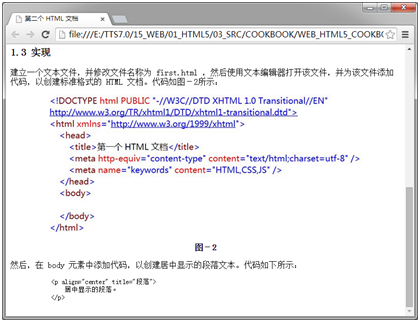 第二个 HTML 文档
file:///E:/TTS7.0/15_WEB/01_HTML5/03_SRC/COOKBOOK/WEB_HTML5_COOKBO
1.3 实现
建立一个文本文件，并修改文件名称为 first.html ，然后使用文本编辑器打开该文件，并为该文件添加
代码，以创建标准格式的 HTML 文档。代码如图－2所示：
<!DOCTYPE html PUBLIC "-//W3C//DTD XHTML 1.0 Transitional//EN"
http://www.w3.org/TR/xhtml1/DTD/xhtml1-transitional.dtd">
<html xmlns="http://www.w3.org/1999/xhtml">
<head>
<title>第一个 HTML 文档</title>
<meta http-equiv="content-type" content="text/html;charset=utf-8" />
<meta name="keywords" content="HTML,CSS,JS" />
</head>
<body>
</body>
</html>
图－2
然后，在 body 元素中添加代码，以创建居中显示的段落文本。代码如下所示：
<p align="center" title="段落">
居中显示的段落。
</p>